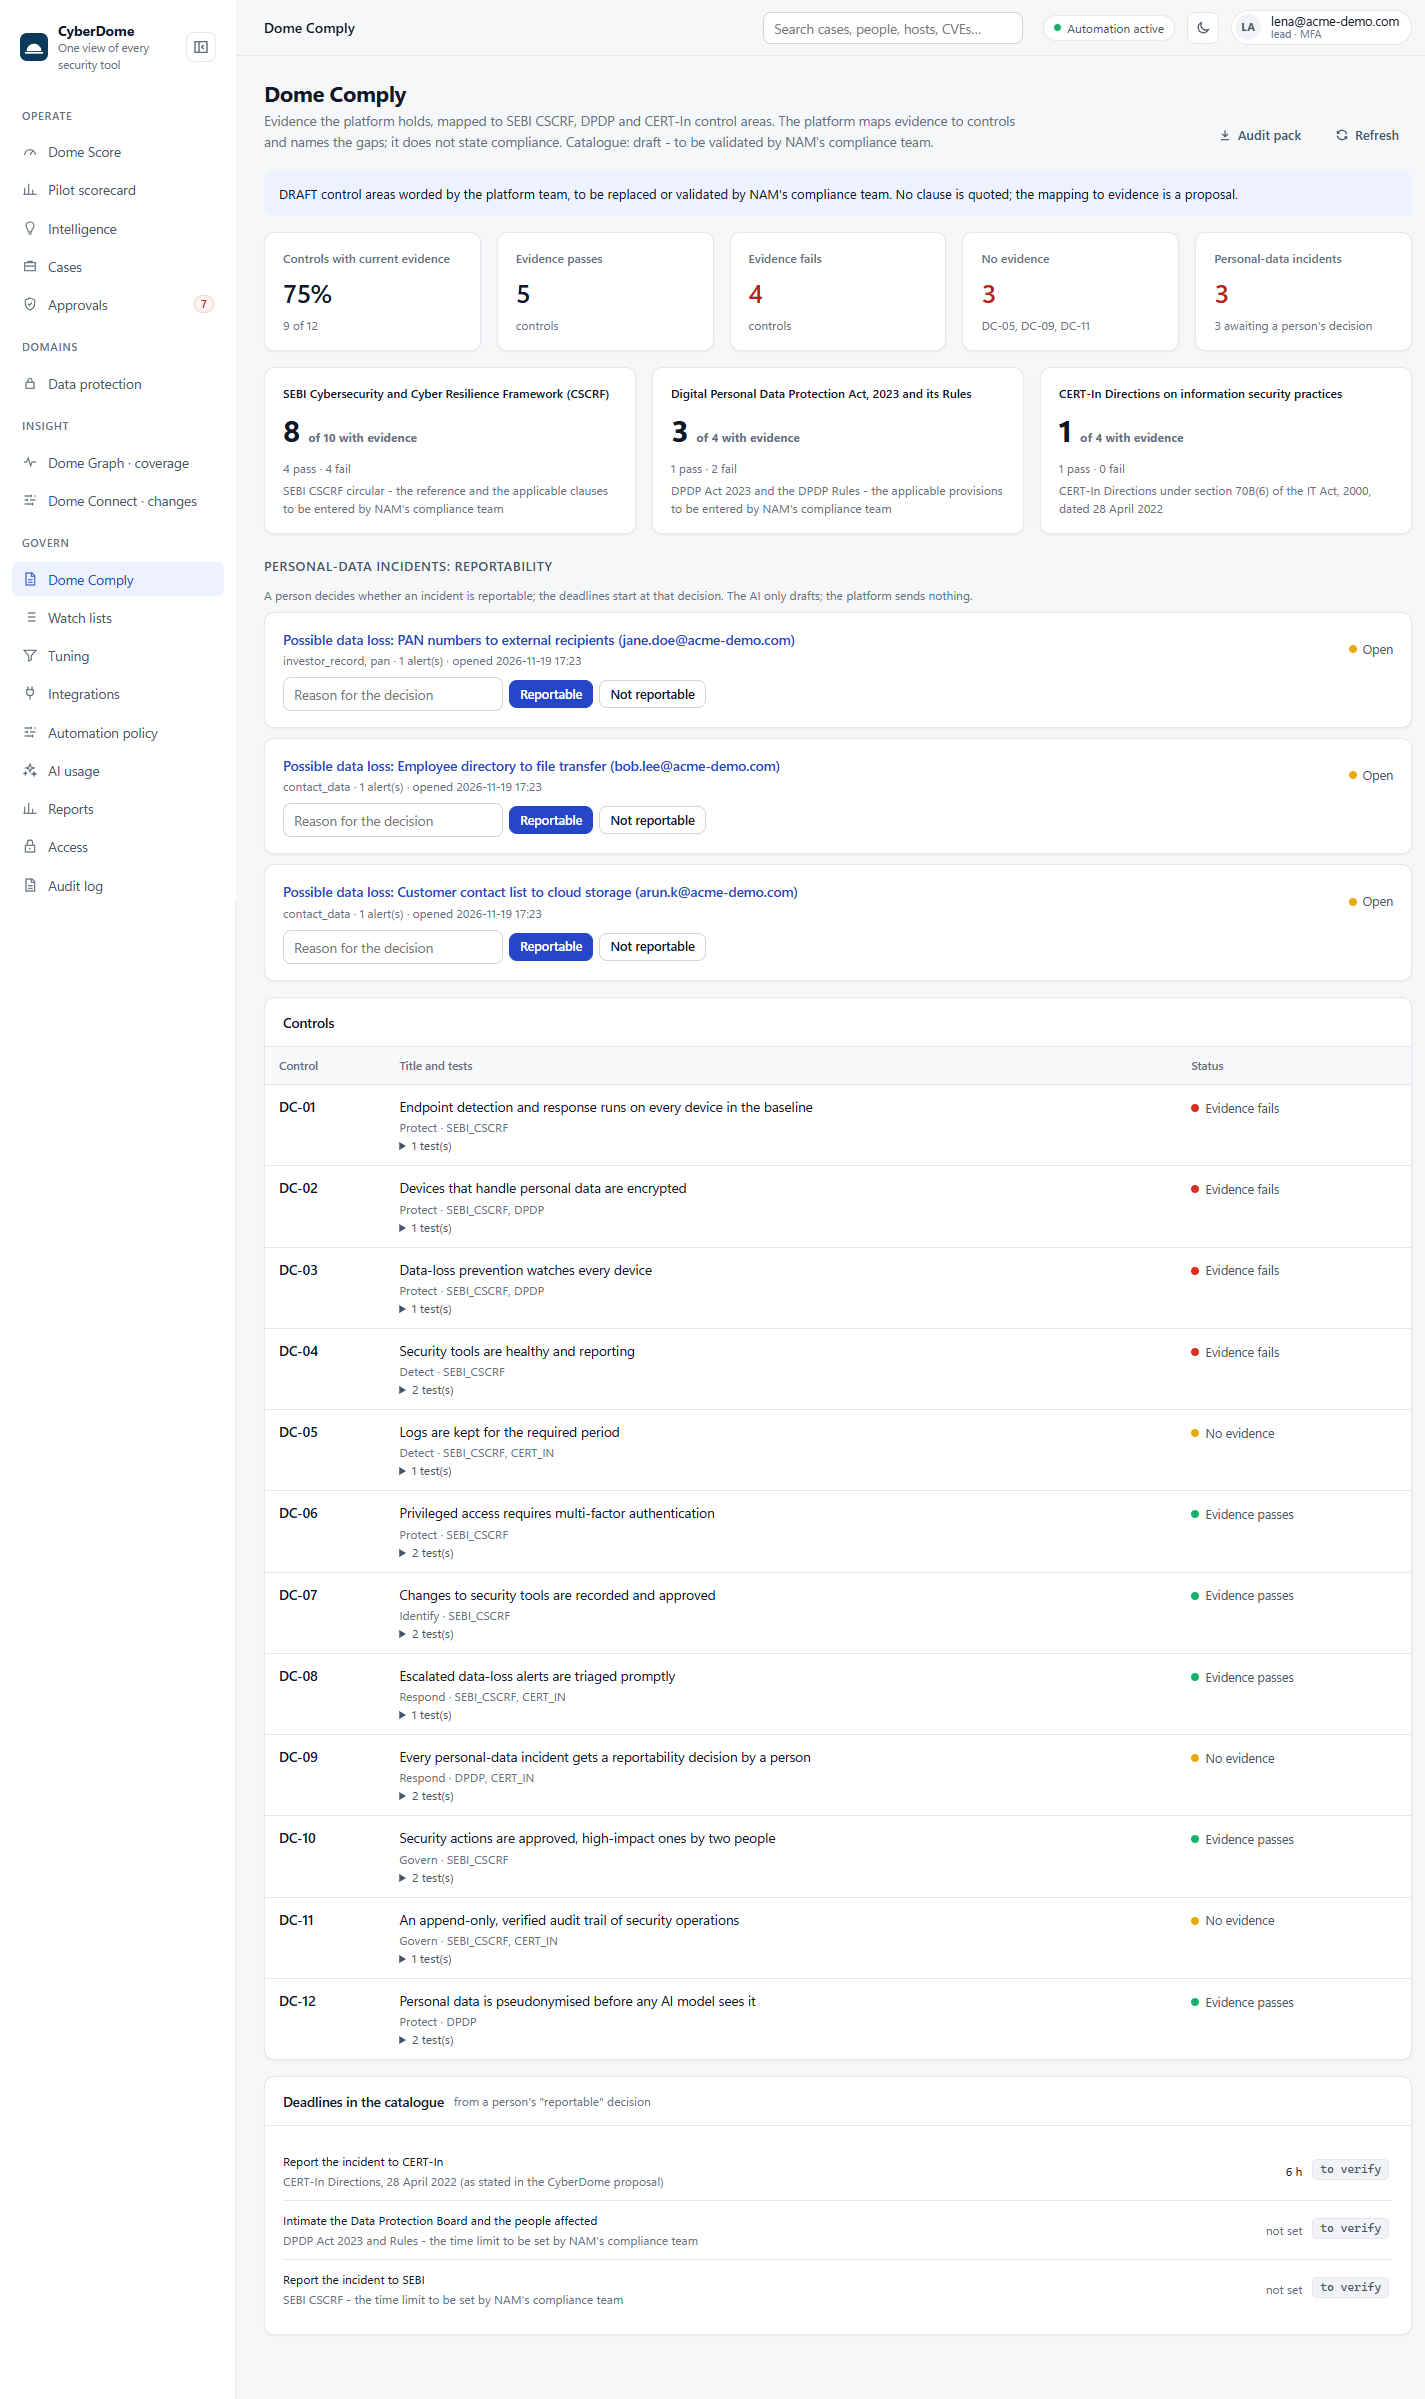 CyberDome
One view of every
security tool
Dome Comply
Search cases, people, hosts, CVEs...
Automation active
LA
lena@acme-demo.com
lead · MFA
OPERATE
Dome Score
Pilot scorecard
Intelligence
Cases
Approvals
7
DOMAINS
Data protection
INSIGHT
Dome Graph · coverage
Dome Connect · changes
GOVERN
Dome Comply
Watch lists
Tuning
Integrations
Automation policy
AI usage
Reports
Access
Audit log
Dome Comply
Evidence the platform holds, mapped to SEBI CSCRF, DPDP and CERT-In control areas. The platform maps evidence to controls
and names the gaps; it does not state compliance. Catalogue: draft - to be validated by NAM's compliance team.
Audit pack
Refresh
DRAFT control areas worded by the platform team, to be replaced or validated by NAM's compliance team. No clause is quoted; the mapping to evidence is a proposal.
Controls with current evidence
75%
9 of 12
Evidence passes
5
controls
Evidence fails
4
controls
No evidence
3
DC-05, DC-09, DC-11
Personal-data incidents
3
3 awaiting a person's decision
SEBI Cybersecurity and Cyber Resilience Framework (CSCRF)
8 of 10 with evidence
4 pass · 4 fail
SEBI CSCRF circular - the reference and the applicable clauses
to be entered by NAM's compliance team
Digital Personal Data Protection Act, 2023 and its Rules
3 of 4 with evidence
1 pass · 2 fail
DPDP Act 2023 and the DPDP Rules - the applicable provisions
to be entered by NAM's compliance team
CERT-In Directions on information security practices
1 of 4 with evidence
1 pass · 0 fail
CERT-In Directions under section 70B(6) of the IT Act, 2000,
dated 28 April 2022
PERSONAL-DATA INCIDENTS: REPORTABILITY
A person decides whether an incident is reportable; the deadlines start at that decision. The AI only drafts; the platform sends nothing.
Possible data loss: PAN numbers to external recipients (jane.doe@acme-demo.com)
investor_record, pan · 1 alert(s) · opened 2026-11-19 17:23
Open
Reason for the decision
Reportable
Not reportable
Possible data loss: Employee directory to file transfer (bob.lee@acme-demo.com)
contact_data · 1 alert(s) · opened 2026-11-19 17:23
Open
Reason for the decision
Reportable
Not reportable
Possible data loss: Customer contact list to cloud storage (arun.k@acme-demo.com)
contact_data · 1 alert(s) · opened 2026-11-19 17:23
Open
Reason for the decision
Reportable
Not reportable
Controls
Control
Title and tests
Status
DC-01
Endpoint detection and response runs on every device in the baseline
Evidence fails
Protect · SEBI_CSCRF
1 test(s)
DC-02
Devices that handle personal data are encrypted
Evidence fails
Protect · SEBI_CSCRF, DPDP
1 test(s)
DC-03
Data-loss prevention watches every device
Evidence fails
Protect · SEBI_CSCRF, DPDP
1 test(s)
DC-04
Security tools are healthy and reporting
Evidence fails
Detect · SEBI_CSCRF
2 test(s)
DC-05
Logs are kept for the required period
No evidence
Detect · SEBI_CSCRF, CERT_IN
1 test(s)
DC-06
Privileged access requires multi-factor authentication
Evidence passes
Protect · SEBI_CSCRF
2 test(s)
DC-07
Changes to security tools are recorded and approved
Evidence passes
Identify · SEBI_CSCRF
2 test(s)
DC-08
Escalated data-loss alerts are triaged promptly
Evidence passes
Respond · SEBI_CSCRF, CERT_IN
1 test(s)
DC-09
Every personal-data incident gets a reportability decision by a person
No evidence
Respond · DPDP, CERT_IN
2 test(s)
DC-10
Security actions are approved, high-impact ones by two people
Evidence passes
Govern · SEBI_CSCRF
2 test(s)
DC-11
An append-only, verified audit trail of security operations
No evidence
Govern · SEBI_CSCRF, CERT_IN
1 test(s)
DC-12
Personal data is pseudonymised before any AI model sees it
Evidence passes
Protect · DPDP
2 test(s)
Deadlines in the catalogue from a person's "reportable" decision
Report the incident to CERT-In
CERT-In Directions, 28 April 2022 (as stated in the CyberDome proposal)
6 h
to verify
Intimate the Data Protection Board and the people affected
DPDP Act 2023 and Rules - the time limit to be set by NAM's compliance team
not set
to verify
Report the incident to SEBI
SEBI CSCRF - the time limit to be set by NAM's compliance team
not set
to verify